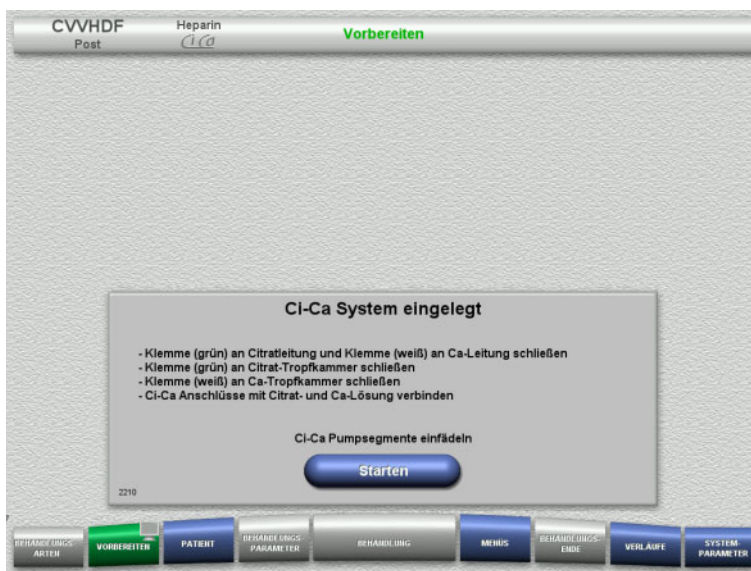 CVVHDF
Post
Heparin
Ci Ca
Vorbereiten
Ci-Ca System eingelegt
- Klemme (grün) an Citratleitung und Klemme (weiß) an Ca-Leitung schließen
- Klemme (grün) an Citrat-Tropfkammer schließen
- Klemme (weiß) an Ca-Tropfkammer schließen
- Ci-Ca Anschlüsse mit Citrat- und Ca-Lösung verbinden
Ci-Ca Pumpsegmente einfädeln
Starten
2210
BEHANDLUNGS-
ARTEN
VORBEREITEN
PATIENT
BEHANDLUNGS-
PARAMETER
BEHANDLUNG
MENÜS
BEHANDLUNGS-
ENDE
VERLÄUFE
SYSTEM-
PARAMETER